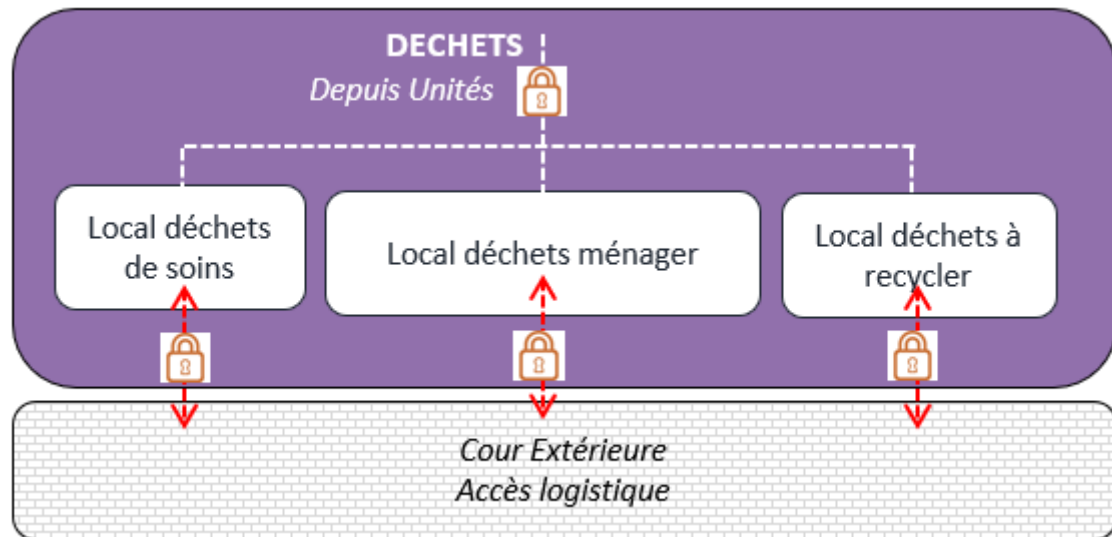 DECHETS
Depuis Unités
Local déchets
de soins
Local déchets ménager
Local déchets à
recycler
Cour Extérieure
Accès logistique